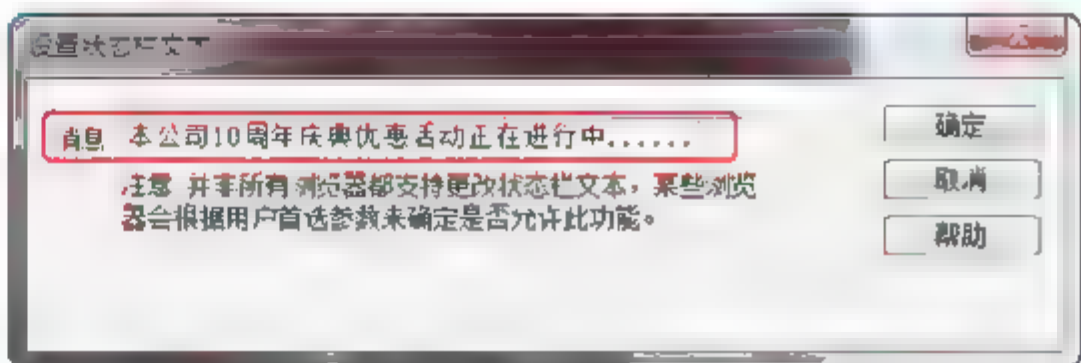 设置状态栏文本
消息 本公司10周年庆典优惠活动正在进行中......
注意 并非所有浏览器都支持更改状态栏文本，某些浏览
器会根据用户首选参数来确定是否允许此功能。
确定
取消
帮助